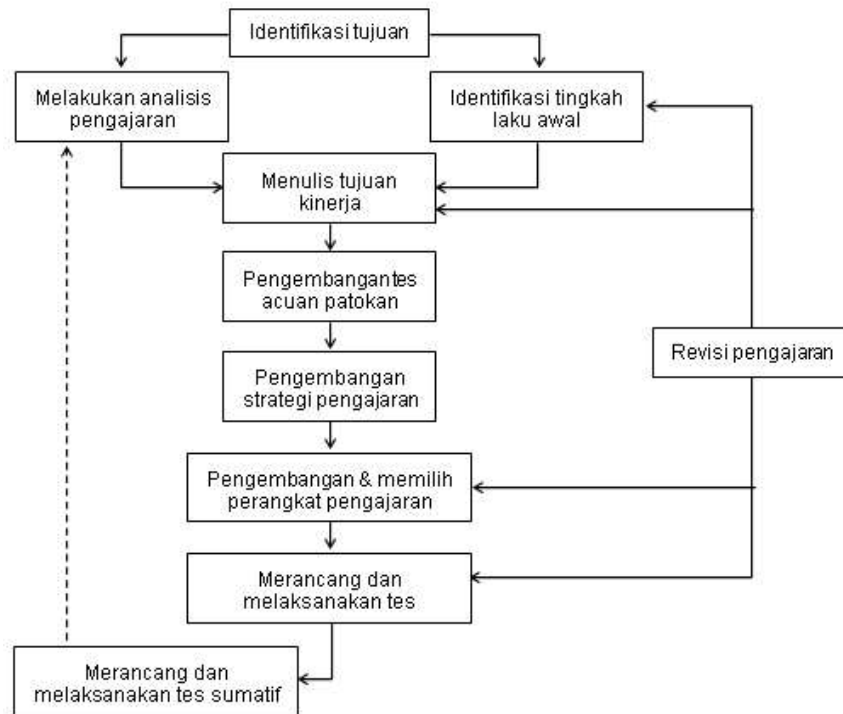 Identifikasi tujuan
Melakukan analisis
pengajaran
Identifikasi tingkah
laku awal
Menulis tujuan
kinerja
Pengembangantes
acuan patokan
Revisi pengajaran
Pengembangan
strategi pengajaran
Pengembangan & memilih
perangkat pengajaran
Merancang dan
melaksanakan tes
Merancang dan
melaksanakan tes sumatif